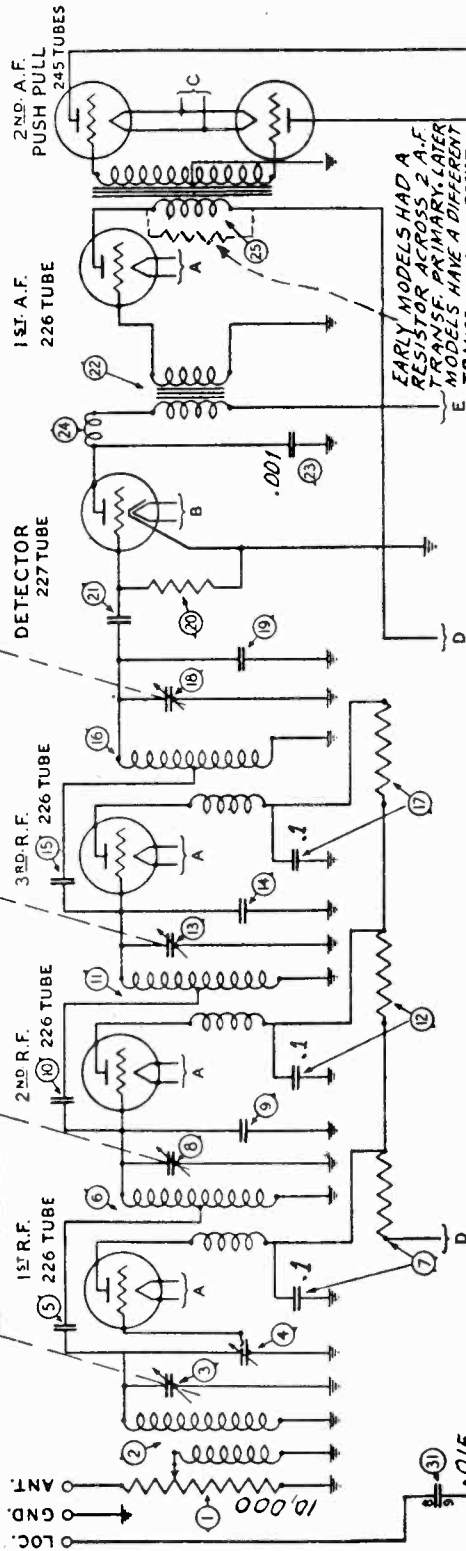 LOC.
GND.
ANT.
10,000
1
2
3
4
5
1ST R.F.
226 TUBE
A
.1
6
7
D
8
9
10
2ND R.F.
226 TUBE
A
.1
11
12
13
14
15
3RD R.F.
226 TUBE
A
.1
16
17
18
19
20
21
DETECTOR
227 TUBE
B
D
.001
23
24
22
E
1ST A.F.
226 TUBE
A
25
EARLY MODELS HAD A
RESISTOR ACROSS 2 A.F.
TRANSF. PRIMARY. LATER
MODELS HAVE A DIFFERENT
2ND A.F.
PUSH PULL
245 TUBES
C
31
8
9